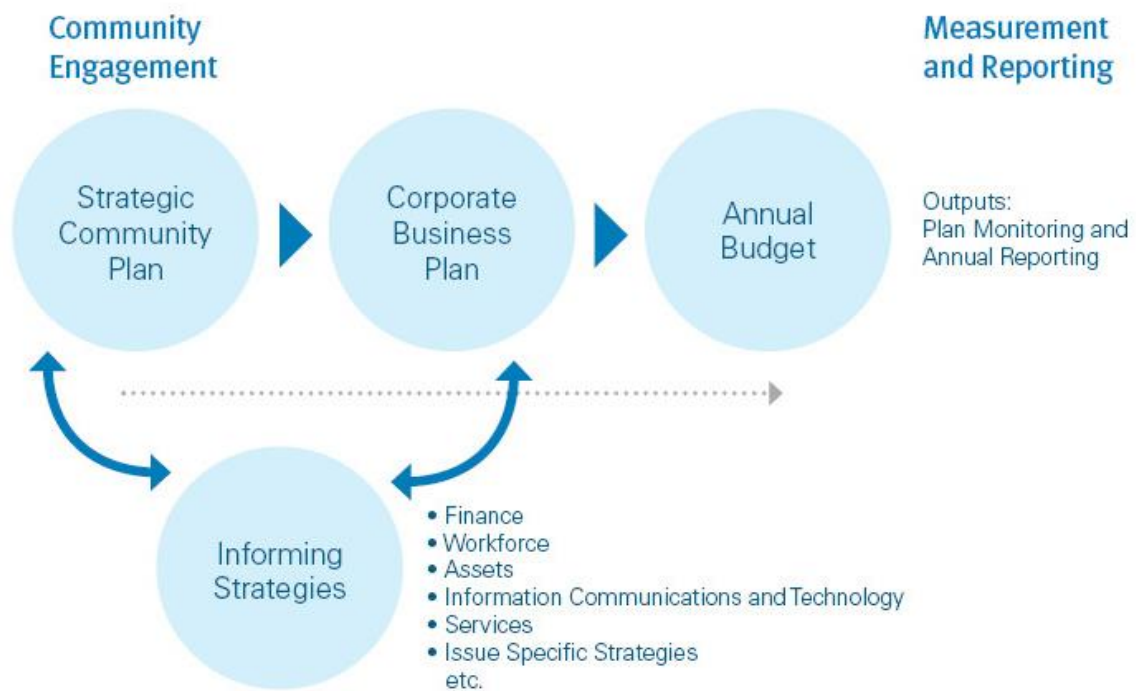 Community
Engagement
Measurement
and Reporting
Strategic
Community
Plan
Corporate
Business
Plan
Annual
Budget
Outputs:
Plan Monitoring and
Annual Reporting
Informing
Strategies
• Finance
• Workforce
• Assets
• Information Communications and Technology
• Services
• Issue Specific Strategies
etc.